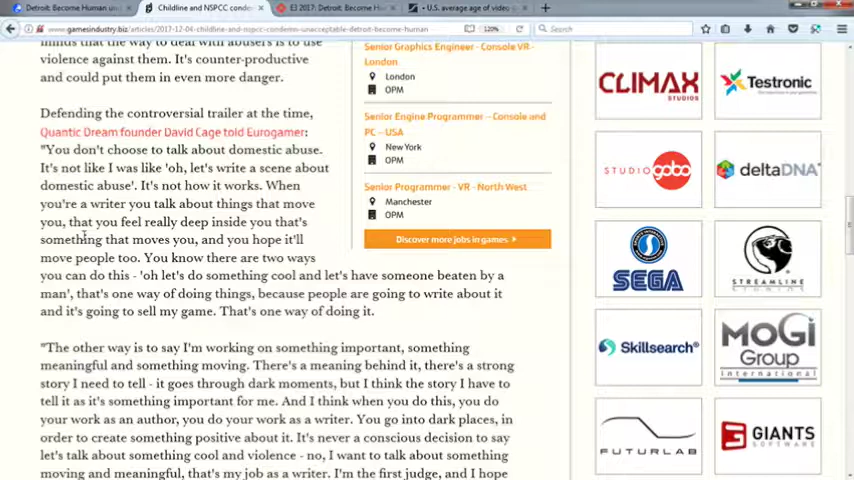 Detroit: Become Human
Childline and NSPCC conde
E3 2017: Detroit: Become Hum
U.S. average age of video g
www.gamesindustry.biz/articles/2017-12-04-childline-and-nspcc-condemn-unacceptable-detroit-become-human
120%
Search
minds that the way to deal with abusers is to use
violence against them. It's counter-productive
and could put them in even more danger.
Defending the controversial trailer at the time,
Quantic Dream founder David Cage told Eurogamer:
"You don't choose to talk about domestic abuse.
It's not like I was like 'oh, let's write a scene about
domestic abuse'. It's not how it works. When
you're a writer you talk about things that move
you, that you feel really deep inside you that's
something that moves you, and you hope it'll
move people too. You know there are two ways
you can do this - 'oh let's do something cool and let's have someone beaten by a
man', that's one way of doing things, because people are going to write about it
and it's going to sell my game. That's one way of doing it.
"The other way is to say I'm working on something important, something
meaningful and something moving. There's a meaning behind it, there's a strong
story I need to tell - it goes through dark moments, but I think the story I have to
tell it as it's something important for me. And I think when you do this, you do
your work as an author, you do your work as a writer. You go into dark places, in
order to create something positive about it. It's never a conscious decision to say
let's talk about something cool and violence - no, I want to talk about something
moving and meaningful, that's my job as a writer. I'm the first judge, and I hope
Senior Graphics Engineer - Console VR -
London
London
OPM
Senior Engine Programmer – Console and
PC – USA
New York
OPM
Senior Programmer - VR - North West
Manchester
OPM
Discover more jobs in games
CLIMAX
STUDIOS
Testronic
STUDIO gobo
deltaDNA
SEGA
STREAMLINE
STUDIOS
Skillsearch
MoGi
Group
international
FUTURLAB
GIANTS
SOFTWARE